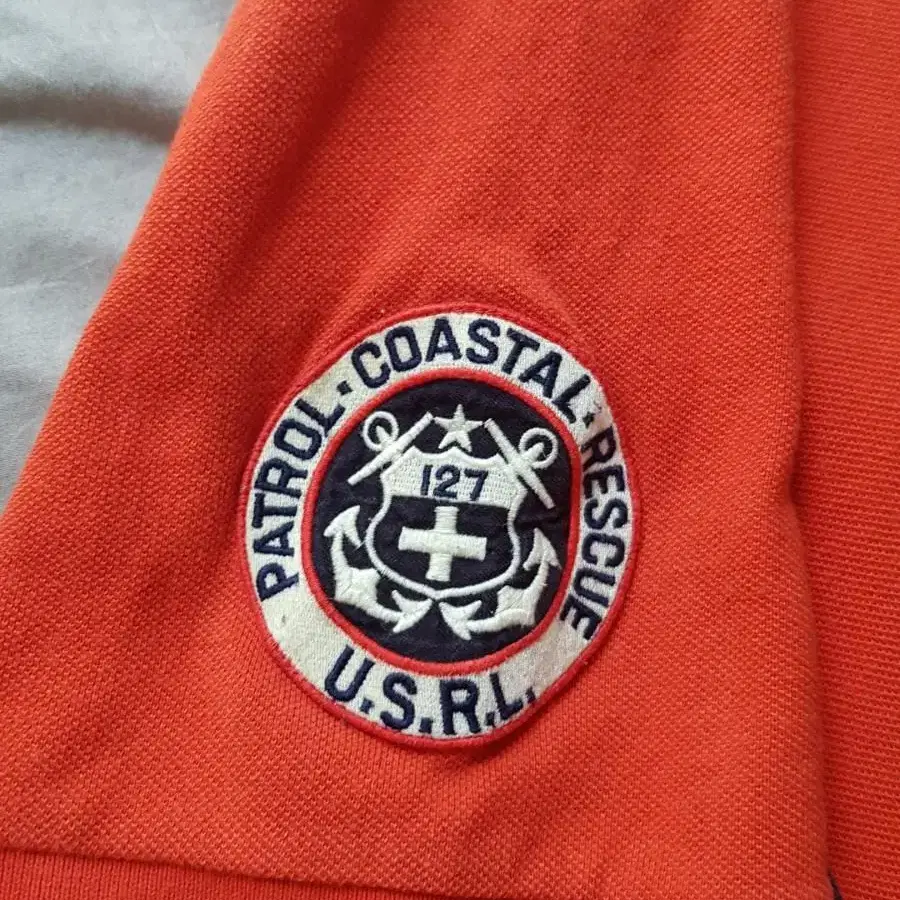 PATROL · COASTAL · RESCUE
127
U.S.R.L.